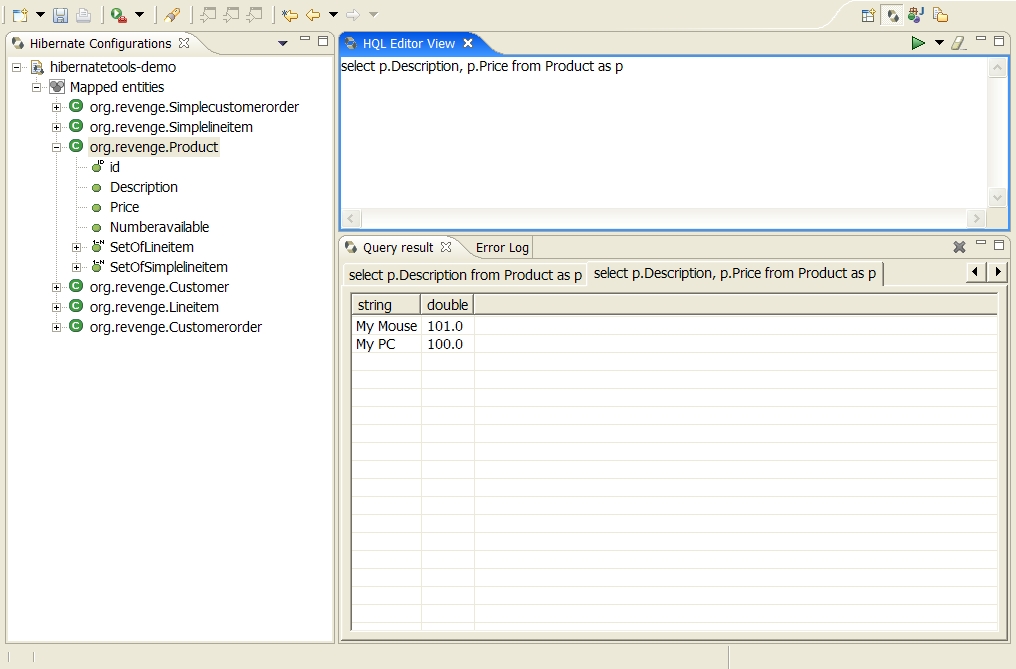 Hibernate Configurations
hibernatetools-demo
Mapped entities
C org.revenge.Simplecustomerorder
C org.revenge.Simplelineitem
C org.revenge.Product
id
Description
Price
Numberavailable
SetOfLineitem
SetOfSimplelineitem
C org.revenge.Customer
C org.revenge.Lineitem
C org.revenge.Customerorder
HQL Editor View
select p.Description, p.Price from Product as p
Query result Error Log
select p.Description from Product as p select p.Description, p.Price from Product as p
string double
My Mouse 101.0
My PC 100.0